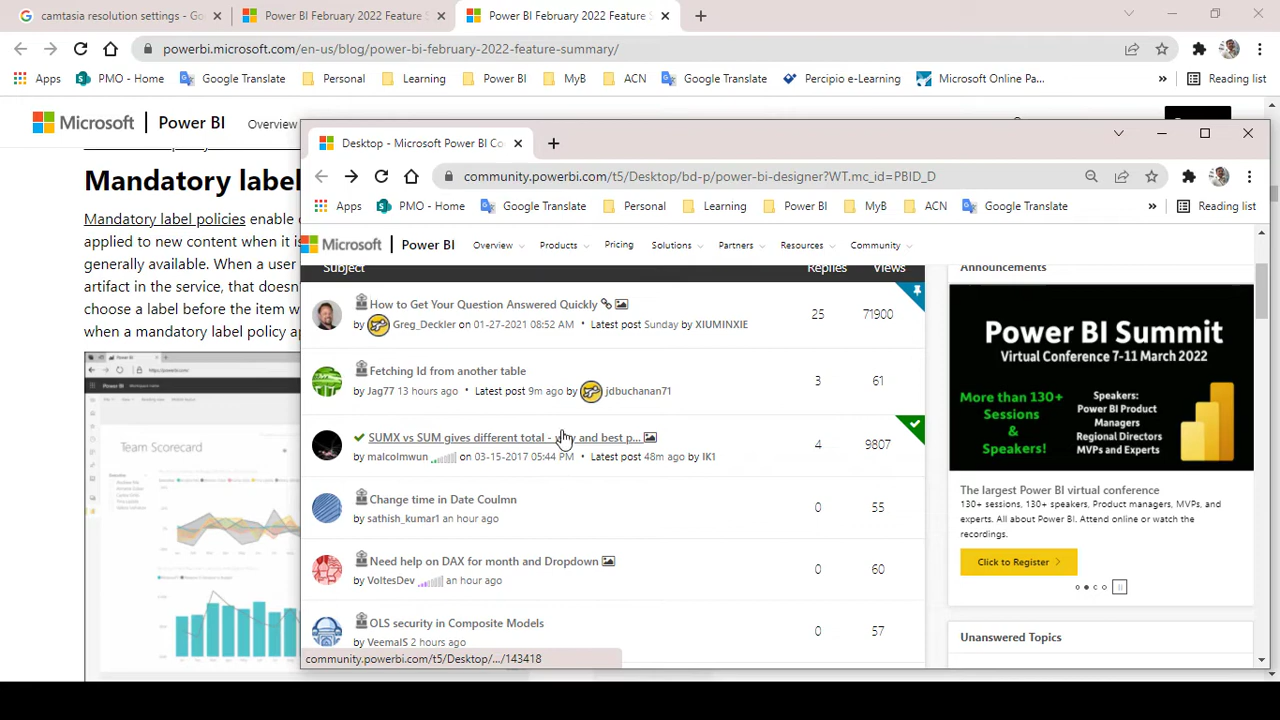 camtasia resolution settings - Go
Power BI February 2022 Feature S
Power BI February 2022 Feature S
powerbi.microsoft.com/en-us/blog/power-bi-february-2022-feature-summary/
Apps PMO - Home Google Translate Personal Learning Power BI MyB ACN Google Translate Percipio e-Learning Microsoft Online Pa... » Reading list
Microsoft Power BI Overview
Mandatory label
Mandatory label policies enable
applied to new content when it is
generally available. When a user
artifact in the service, that doesn
choose a label before the item w
when a mandatory label policy ap
Power BI
Team Scorecard
Desktop - Microsoft Power BI Co
community.powerbi.com/t5/Desktop/bd-p/power-bi-designer?WT.mc_id=PBID_D
Apps PMO - Home Google Translate Personal Learning Power BI MyB ACN Google Translate » Reading list
Microsoft Power BI Overview Products Pricing Solutions Partners Resources Community
Subject Replies Views
How to Get Your Question Answered Quickly
by Greg_Deckler on 01-27-2021 08:52 AM • Latest post Sunday by XIUMINXIE
25 71900
Fetching Id from another table
by Jag77 13 hours ago • Latest post 9m ago by jdbuchanan71
3 61
SUMX vs SUM gives different total - and best p...
by malcolmwun on 03-15-2017 05:44 PM • Latest post 48m ago by IK1
4 9807
Change time in Date Coulmn
by sathish_kumar1 an hour ago
0 55
Need help on DAX for month and Dropdown
by VoltesDev an hour ago
0 60
OLS security in Composite Models
by VeemaIS 2 hours ago
0 57
community.powerbi.com/t5/Desktop/.../143418
Announcements
Power BI Summit
Virtual Conference 7-11 March 2022
More than 130+
Sessions
&
Speakers!
Speakers:
Power BI Product
Managers
Regional Directors
MVPs and Experts
The largest Power BI virtual conference
130+ sessions, 130+ speakers, Product managers, MVPs, and
experts. All about Power BI. Attend online or watch the
recordings.
Click to Register
Unanswered Topics